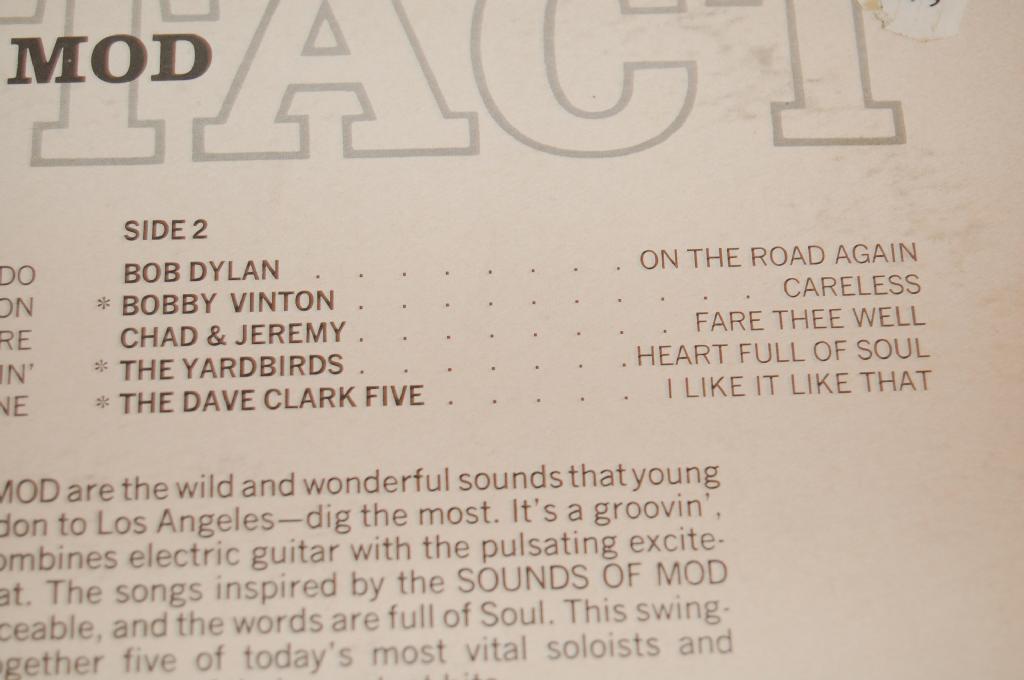 TACT
MOD
SIDE 2
DO BOB DYLAN . . . . . . . . ON THE ROAD AGAIN
ON * BOBBY VINTON . . . . . . . . . . CARELESS
RE CHAD & JEREMY . . . . . . . . FARE THEE WELL
IN' * THE YARDBIRDS . . . . . . . HEART FULL OF SOUL
NE * THE DAVE CLARK FIVE . . . . . I LIKE IT LIKE THAT
MOD are the wild and wonderful sounds that young
don to Los Angeles—dig the most. It's a groovin',
ombines electric guitar with the pulsating excite-
at. The songs inspired by the SOUNDS OF MOD
ceable, and the words are full of Soul. This swing-
ogether five of today's most vital soloists and